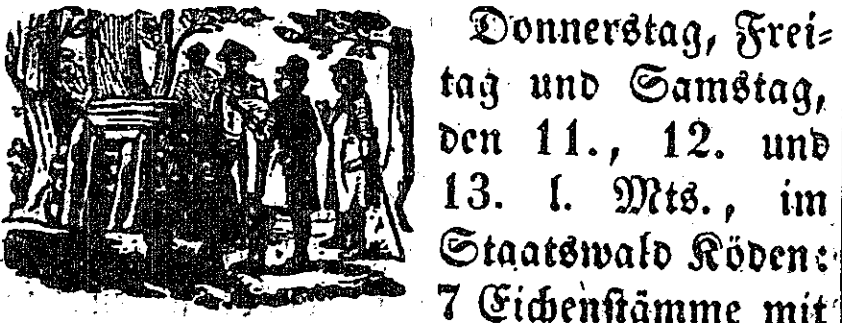 Donnerstag, Frei⸗
tag und Samstag,
den 11., 12. und
13. l. Mts., im
Staatswald Köden:
7 Eichenstämme mit